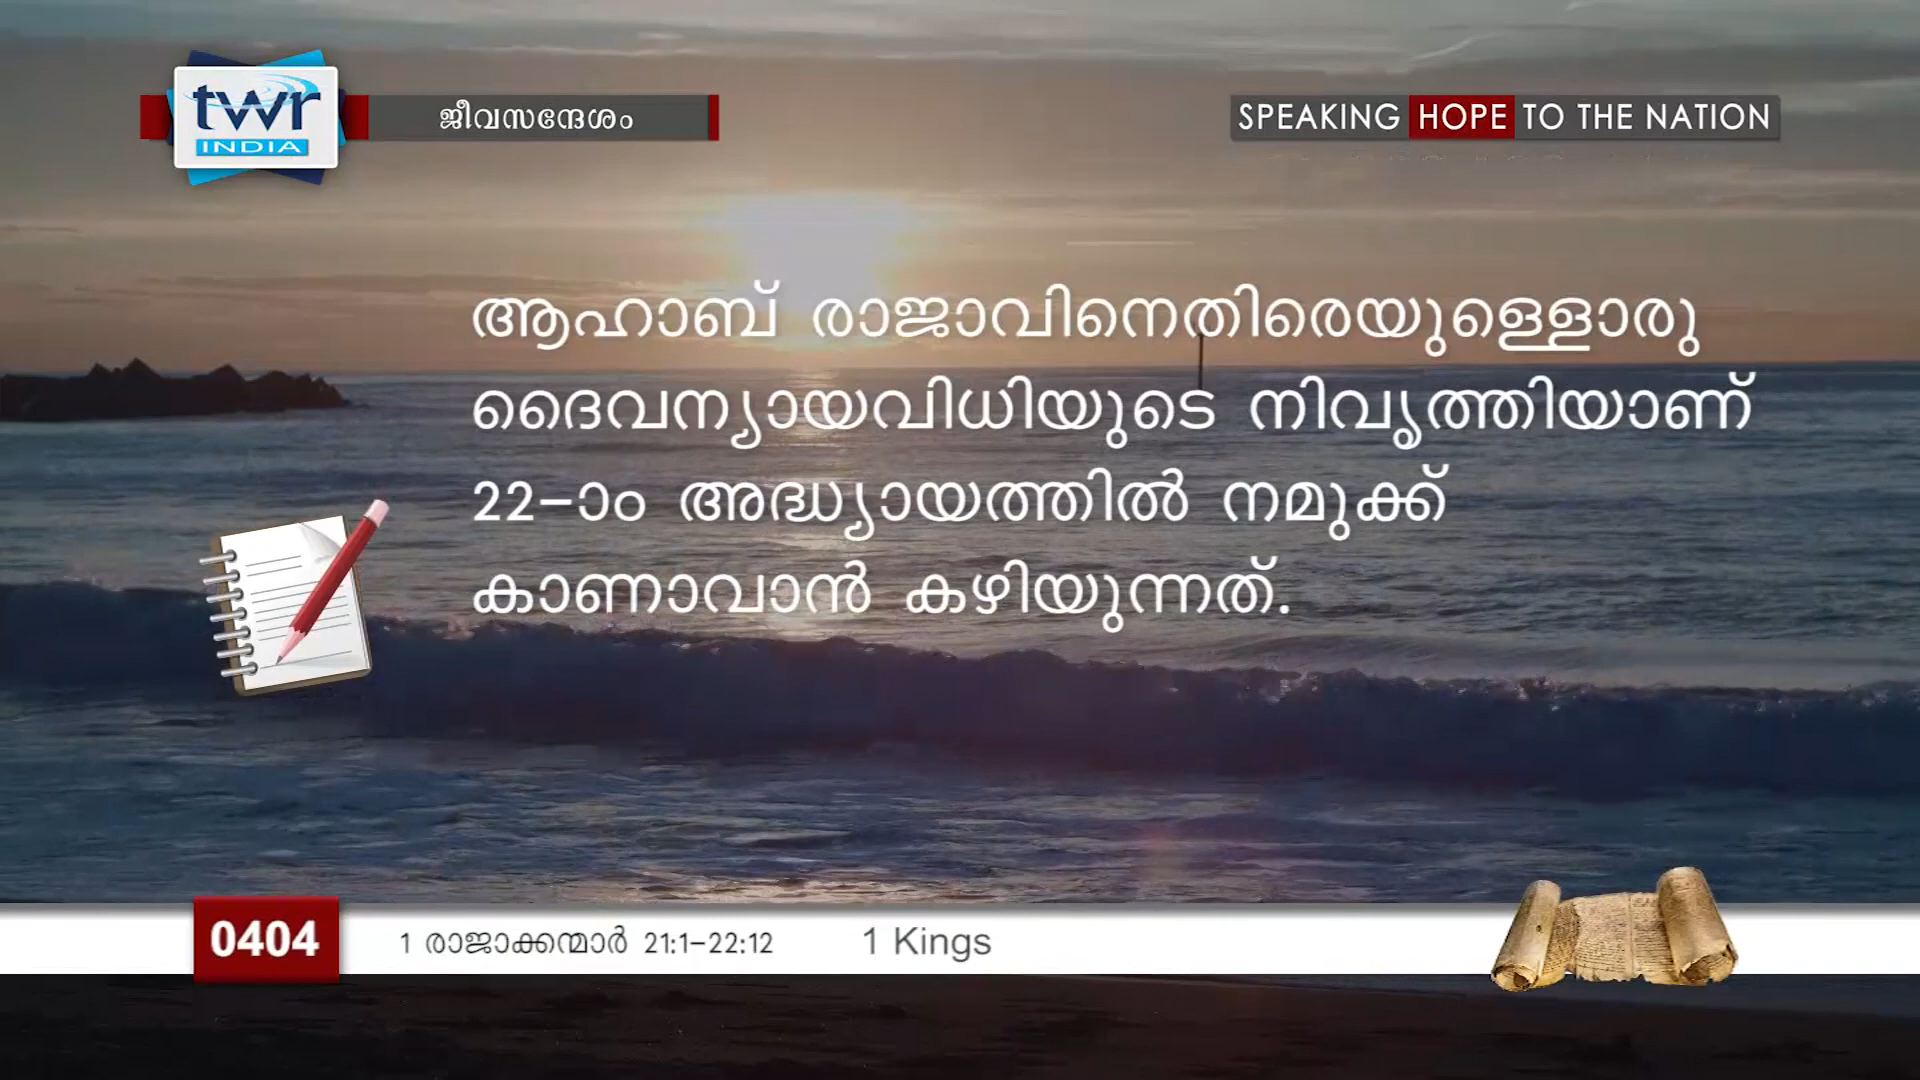 twr
INDIA
ജീവസന്ദേശം
SPEAKING HOPE TO THE NATION
ആഹാബ് രാജാവിനെതിരെയുള്ളൊരു
ദൈവന്യായവിധിയുടെ നിവൃത്തിയാണ്
22-ാം അദ്ധ്യായത്തിൽ നമുക്ക്
കാണാവാൻ കഴിയുന്നത്.
0404
1 രാജാക്കന്മാർ 21:1-22:12
1 Kings